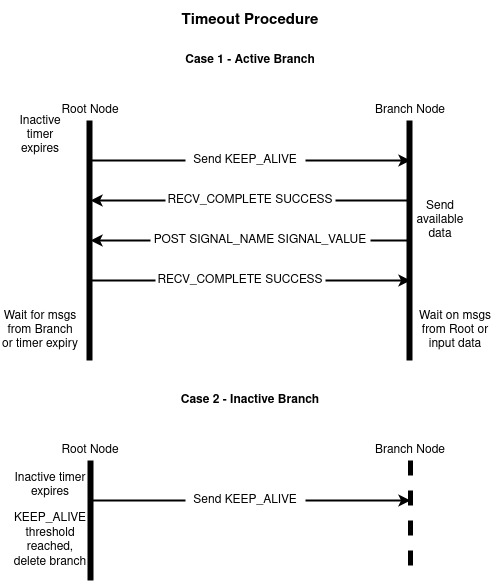 Timeout Procedure
Case 1 - Active Branch
Root Node
Branch Node
Inactive
timer
expires
Send KEEP_ALIVE
RECV_COMPLETE SUCCESS
Send
available
data
POST SIGNAL_NAME SIGNAL_VALUE
RECV_COMPLETE SUCCESS
Wait for msgs
from Branch
or timer expiry
Wait on msgs
from Root or
input data
Case 2 - Inactive Branch
Root Node
Branch Node
Inactive timer
expires
Send KEEP_ALIVE
KEEP_ALIVE
threshold
reached,
delete branch